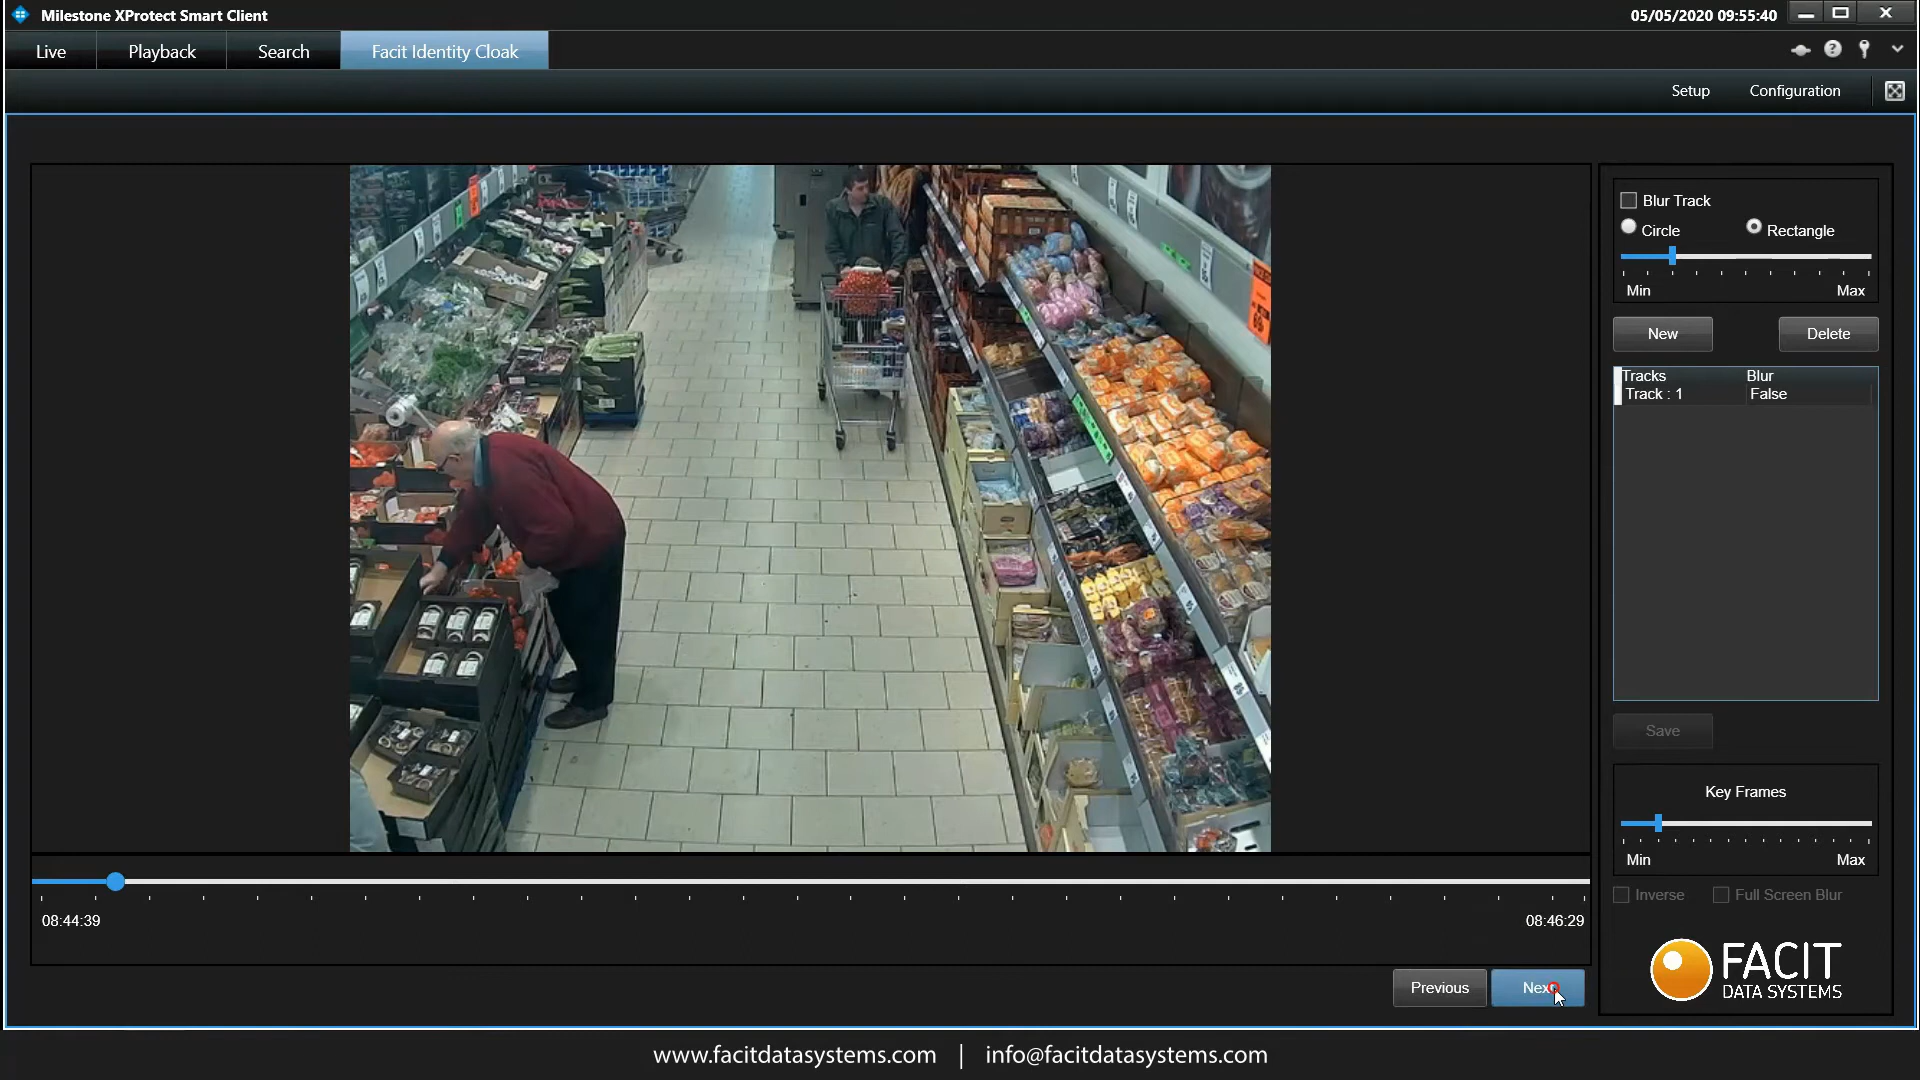 Milestone XProtect Smart Client
05/05/2020 09:55:40
Live
Playback
Search
Facit Identity Cloak
Setup
Configuration
Blur Track
Circle
Rectangle
Min
Max
New
Delete
Tracks Blur
Track : 1 False
Save
Key Frames
Min
Max
Inverse
Full Screen Blur
08:44:39
08:46:29
Previous
Next
FACIT
DATA SYSTEMS
www.facitdatasystems.com | info@facitdatasystems.com